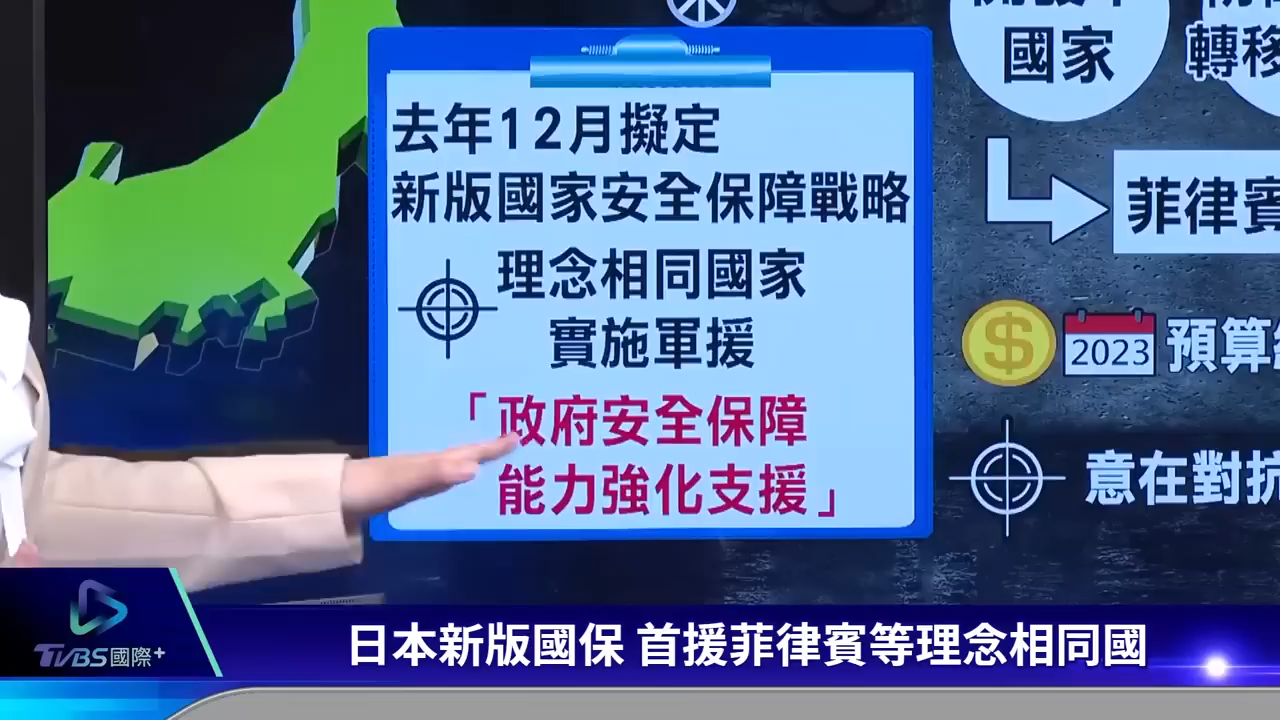 去年12月擬定
新版國家安全保障戰略
理念相同國家
實施軍援
「政府安全保障
能力強化支援」
國家
轉移
菲律賓
$
2023
預算
意在對抗
TVBS國際+
日本新版國保 首援菲律賓等理念相同國